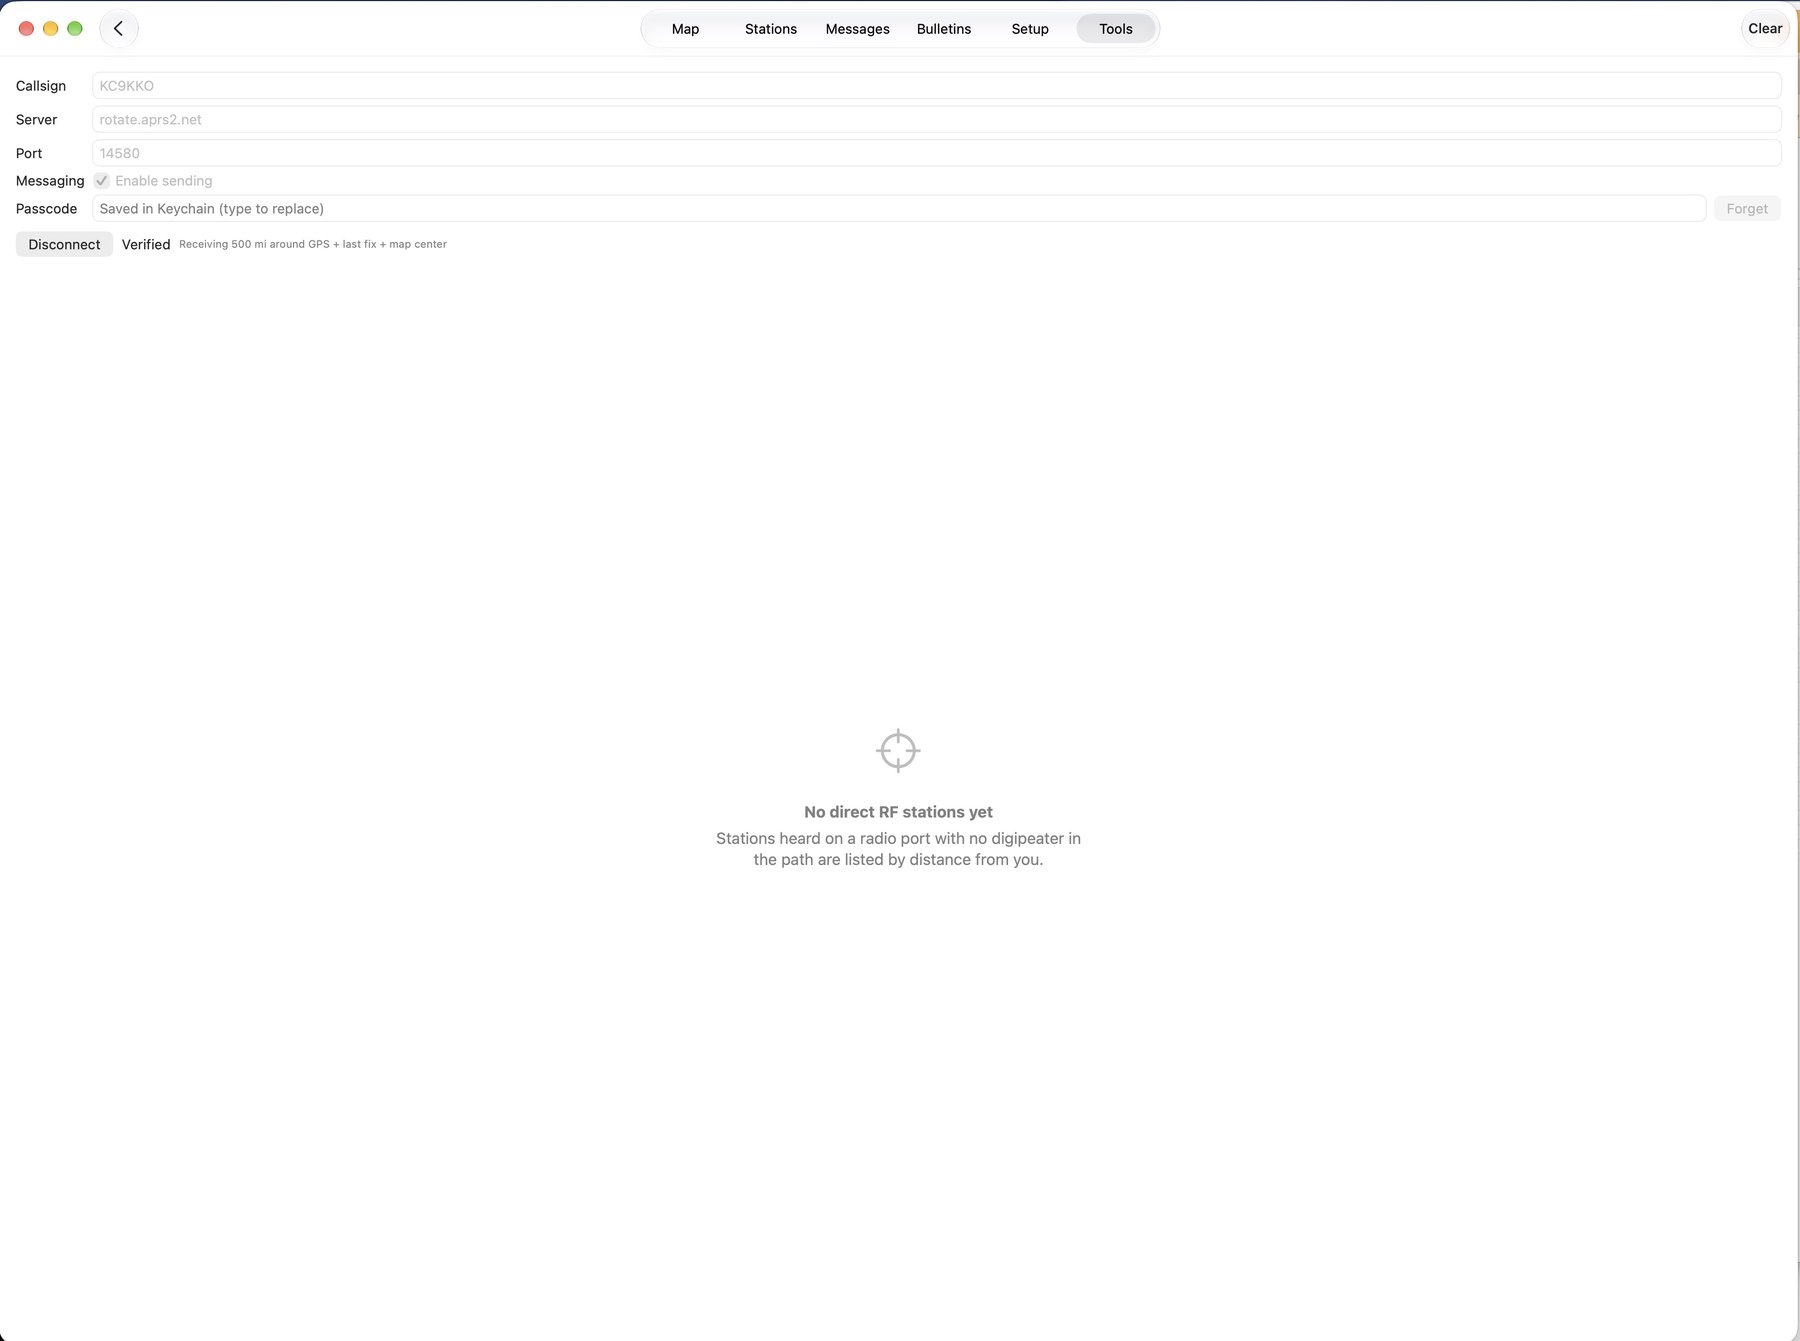 Map Stations Messages Bulletins Setup Tools Clear
Callsign KC9KKO
Server rotate.aprs2.net
Port 14580
Messaging Enable sending
Passcode Saved in Keychain (type to replace) Forget
Disconnect Verified Receiving 500 mi around GPS + last fix + map center
No direct RF stations yet
Stations heard on a radio port with no digipeater in
the path are listed by distance from you.